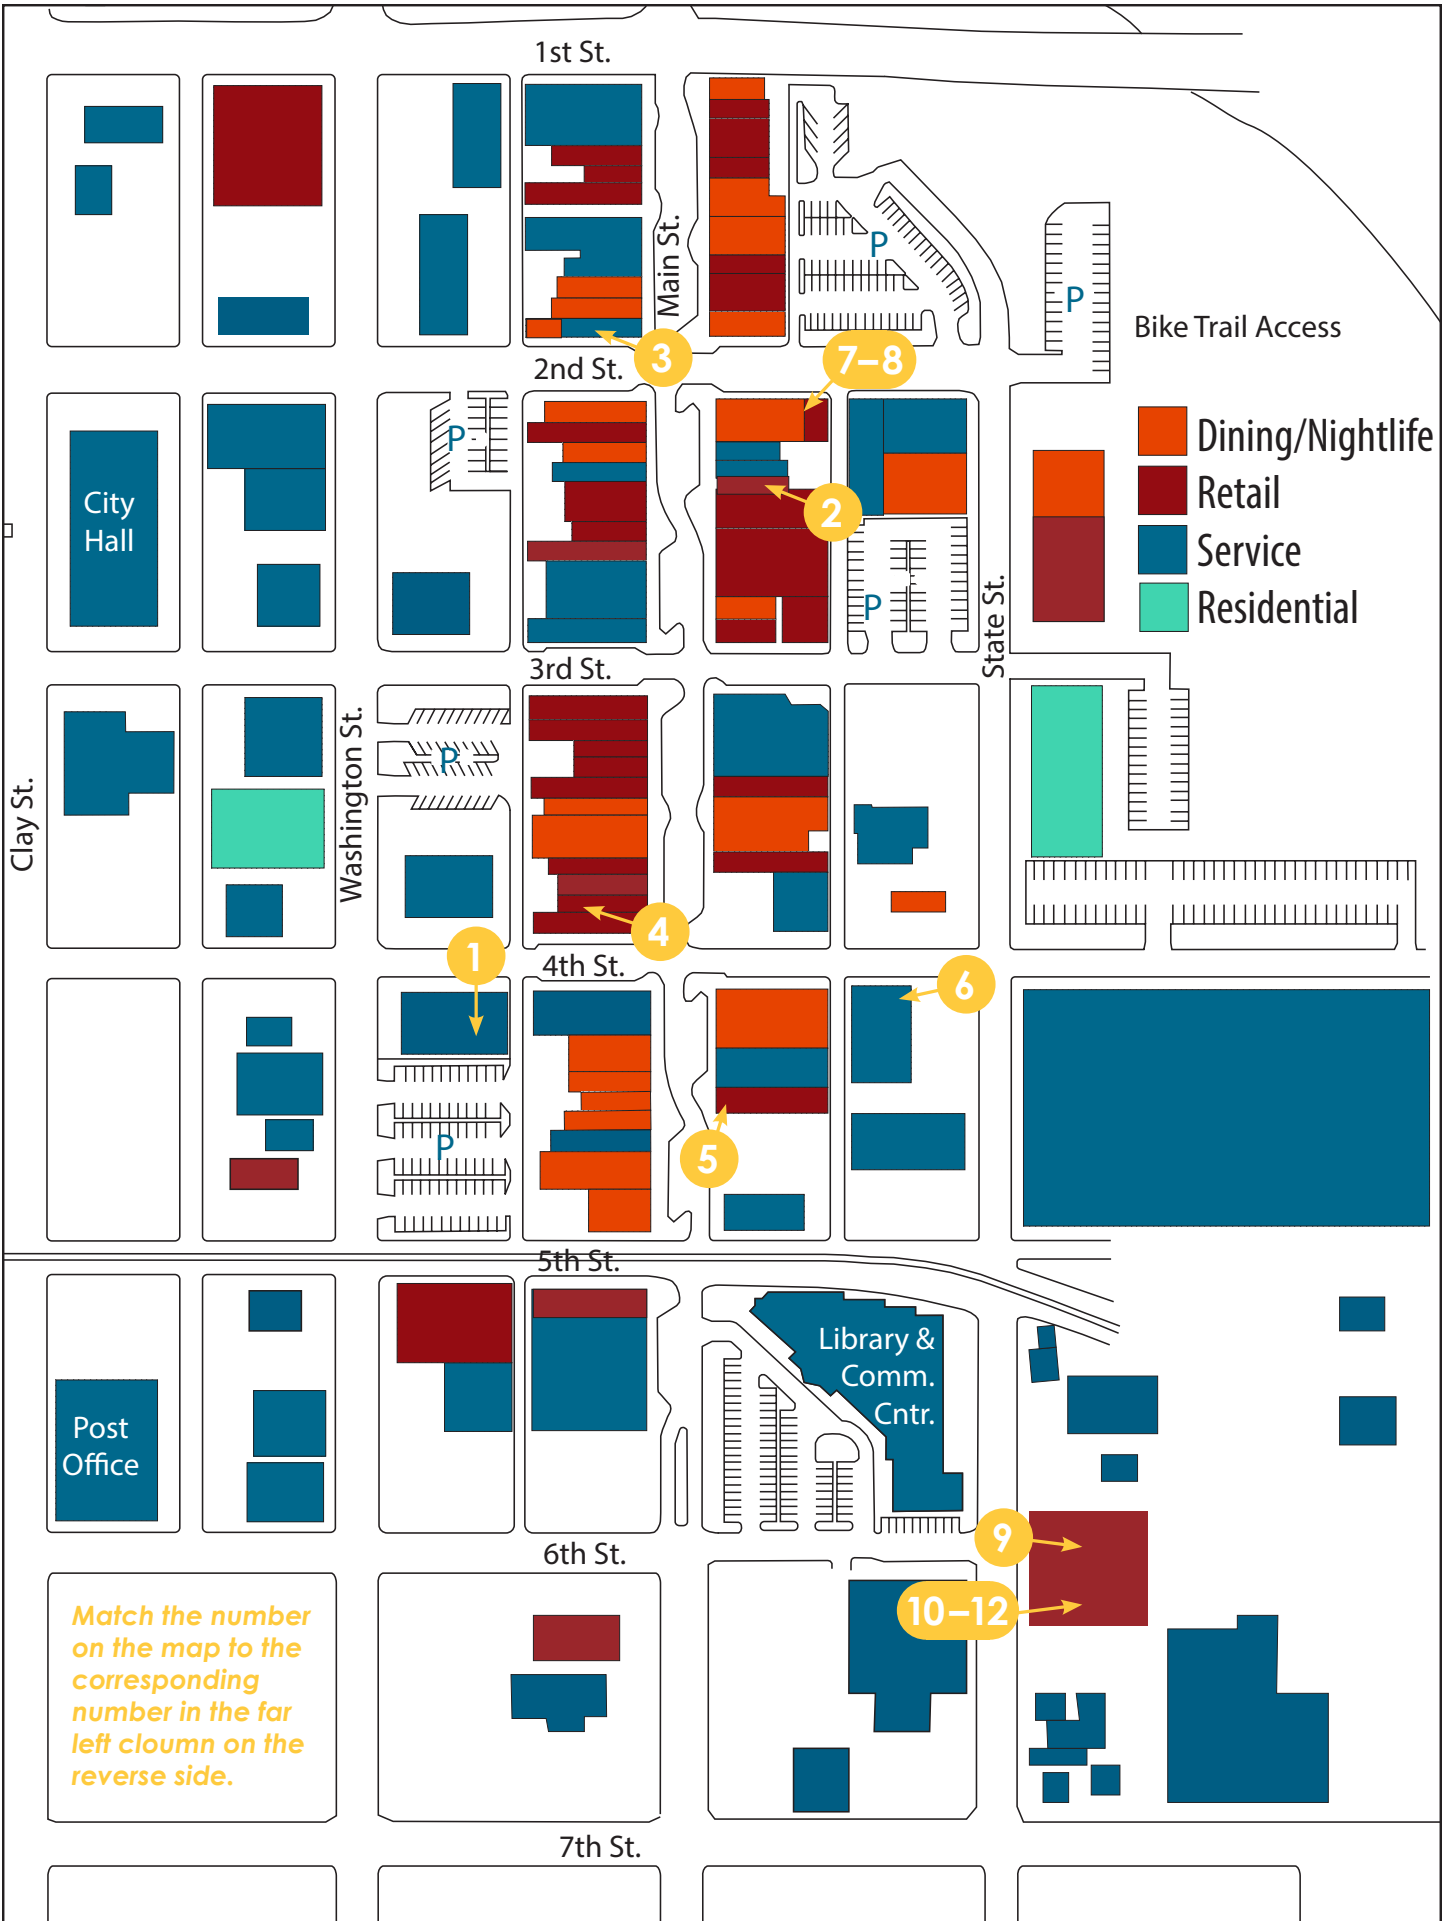 1st St.
Main St.
P
P
Bike Trail Access
3
2nd St.
7–8
Dining/Nightlife
Retail
Service
Residential
P
City
Hall
2
P
State St.
3rd St.
Washington St.
P
Clay St.
4
1
4th St.
6
P
5
5th St.
Library &
Comm.
Cntr.
Post
Office
9
6th St.
10–12
Match the number
on the map to the
corresponding
number in the far
left cloumn on the
reverse side.
7th St.